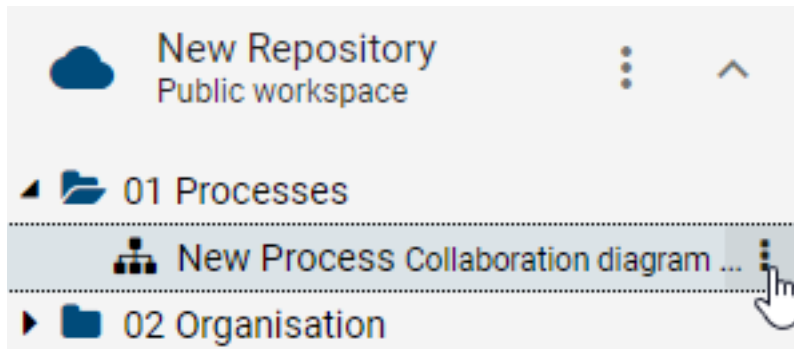 New Repository
Public workspace
01 Processes
New Process Collaboration diagram ...
02 Organisation